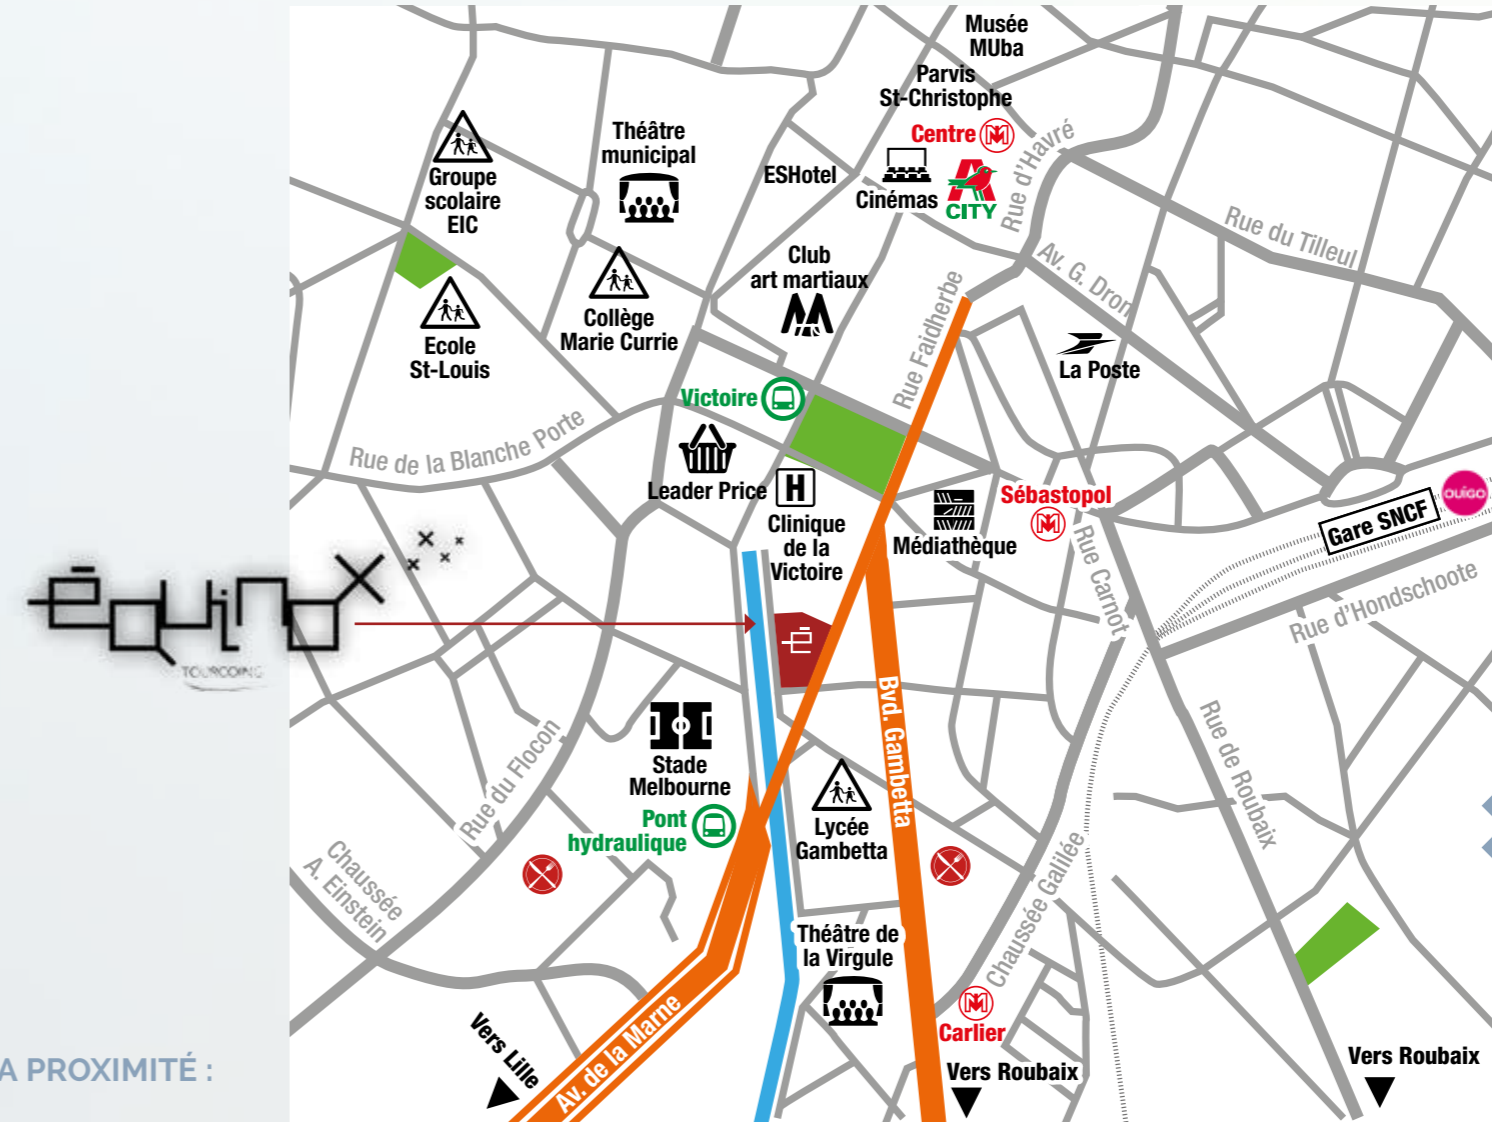 Musée
MUba
Parvis
St-Christophe
Centre
Rue d'Havré
Théâtre
municipal
Groupe
scolaire
EIC
ESHotel
Cinémas
A
CITY
Rue du Tilleul
Av. G. Dron
Club
art martiaux
Rue Faidherbe
Collège
Marie Currie
Ecole
St-Louis
La Poste
Victoire
Rue de la Blanche Porte
Leader Price
H
Clinique
de la
Victoire
Médiathèque
Sébastopol
Rue Carnot
Gare SNCF
OUIGO
Rue d'Hondschoote
équinox
TOURCOING
é
Bvd. Gambetta
Rue de Roubaix
Stade
Melbourne
Pont
hydraulique
Rue du Flocon
Lycée
Gambetta
Chaussée
A. Einstein
Chaussée Galilée
Théâtre de
la Virgule
Carlier
Vers Lille
Av. de la Marne
Vers Roubaix
Vers Roubaix
A PROXIMITÉ :